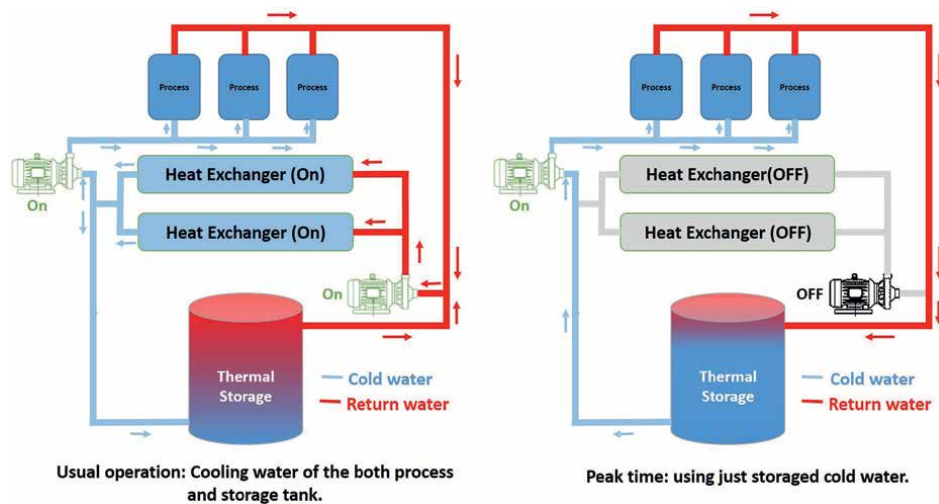 Process
Process
Process
On
Heat Exchanger (On)
Heat Exchanger (On)
On
Thermal
Storage
Cold water
Return water
Usual operation: Cooling water of the both process
and storage tank.
Process
Process
Process
On
Heat Exchanger(OFF)
Heat Exchanger (OFF)
OFF
Thermal
Storage
Cold water
Return water
Peak time: using just storaged cold water.